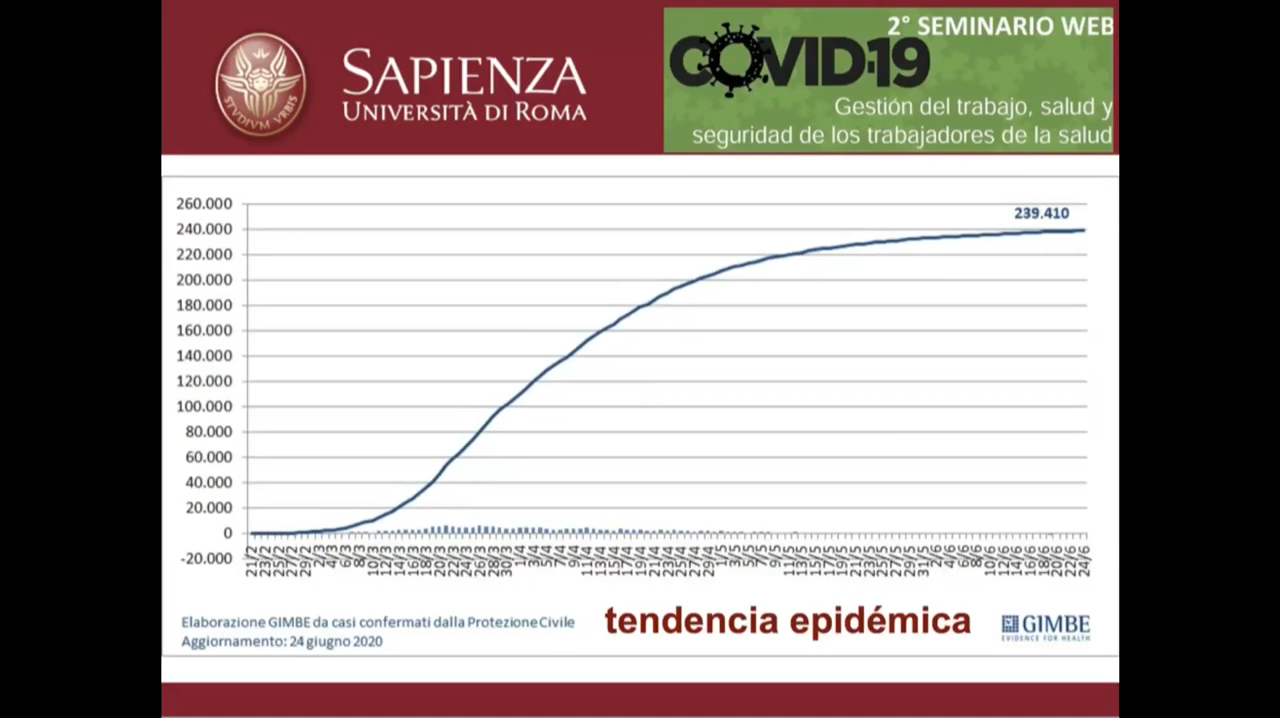 STVDIVM VRBIS
SAPIENZA
UNIVERSITÀ DI ROMA
2° SEMINARIO WEB
COVID-19
Gestión del trabajo, salud y
seguridad de los trabajadores de la salud
260.000
240.000
220.000
200.000
180.000
160.000
140.000
120.000
100.000
80.000
60.000
40.000
20.000
0
-20.000
239.410
21/2 23/2 25/2 27/2 29/2 2/3 4/3 6/3 8/3 10/3 12/3 14/3 16/3 18/3 20/3 22/3 24/3 26/3 28/3 30/3 1/4 3/4 5/4 7/4 9/4 11/4 13/4 15/4 17/4 19/4 21/4 23/4 25/4 27/4 29/4 1/5 3/5 5/5 7/5 9/5 11/5 13/5 15/5 17/5 19/5 21/5 23/5 25/5 27/5 29/5 31/5 2/6 4/6 6/6 8/6 10/6 12/6 14/6 16/6 18/6 20/6 22/6 24/6
Elaborazione GIMBE da casi confermati dalla Protezione Civile
Aggiornamento: 24 giugno 2020
tendencia epidémica
GIMBE
EVIDENCE FOR HEALTH